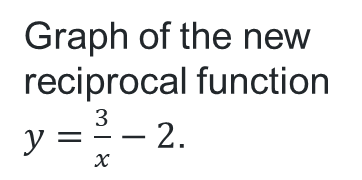 Graph of the new
reciprocal function
y = 3/x − 2.